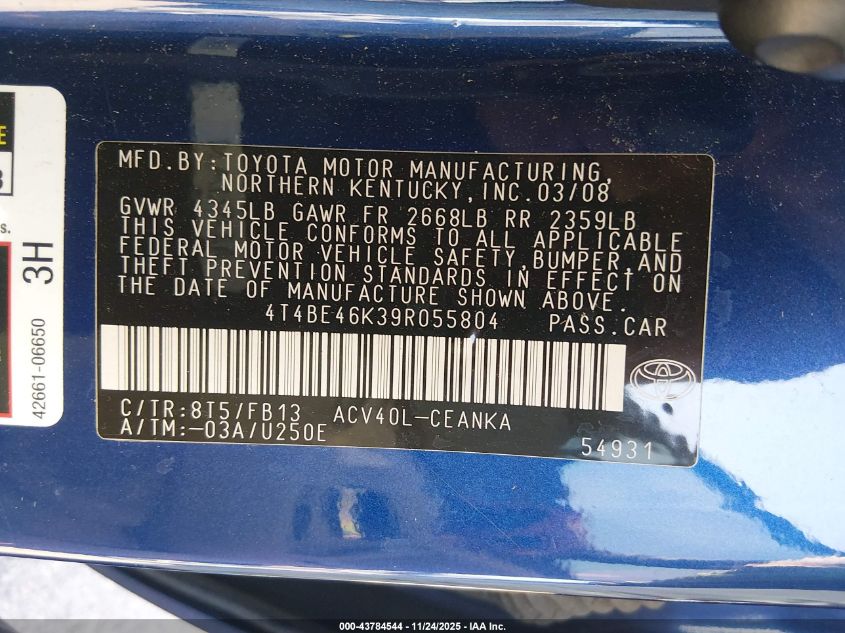 E
3
s.
3H
42661-06650
MFD.BY:TOYOTA MOTOR MANUFACTURING,
NORTHERN KENTUCKY,INC.03/08
GVWR 4345LB GAWR FR 2668LB RR 2359LB
THIS VEHICLE CONFORMS TO ALL APPLICABLE
FEDERAL MOTOR VEHICLE SAFETY,BUMPER,AND
THEFT PREVENTION STANDARDS IN EFFECT ON
THE DATE OF MANUFACTURE SHOWN ABOVE.
4T4BE46K39R055804 PASS.CAR
C/TR:8T5/FB13 ACV40L-CEANKA
A/TM:-03A/U250E
54931
000-43784544 - 11/24/2025 - IAA Inc.